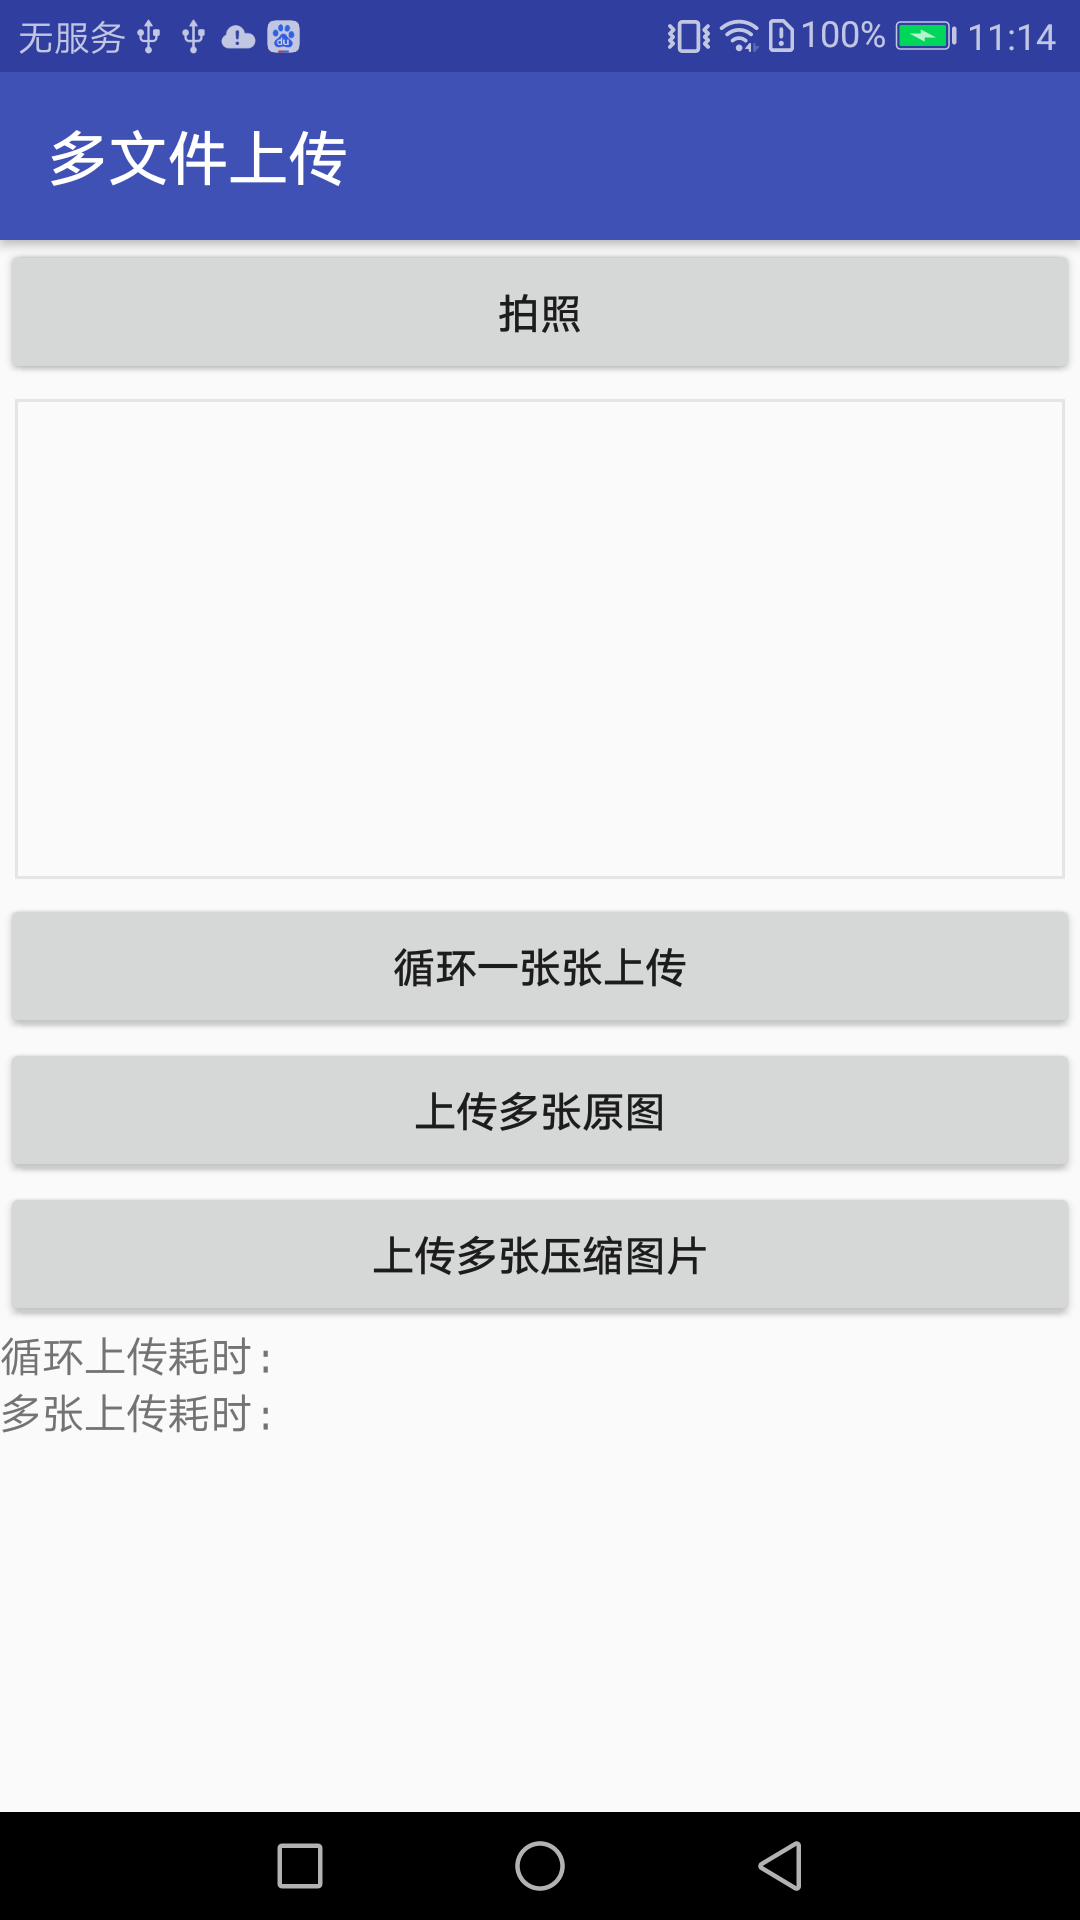 无服务 du 100% 11:14
多文件上传
拍照
循环一张张上传
上传多张原图
上传多张压缩图片
循环上传耗时:
多张上传耗时: